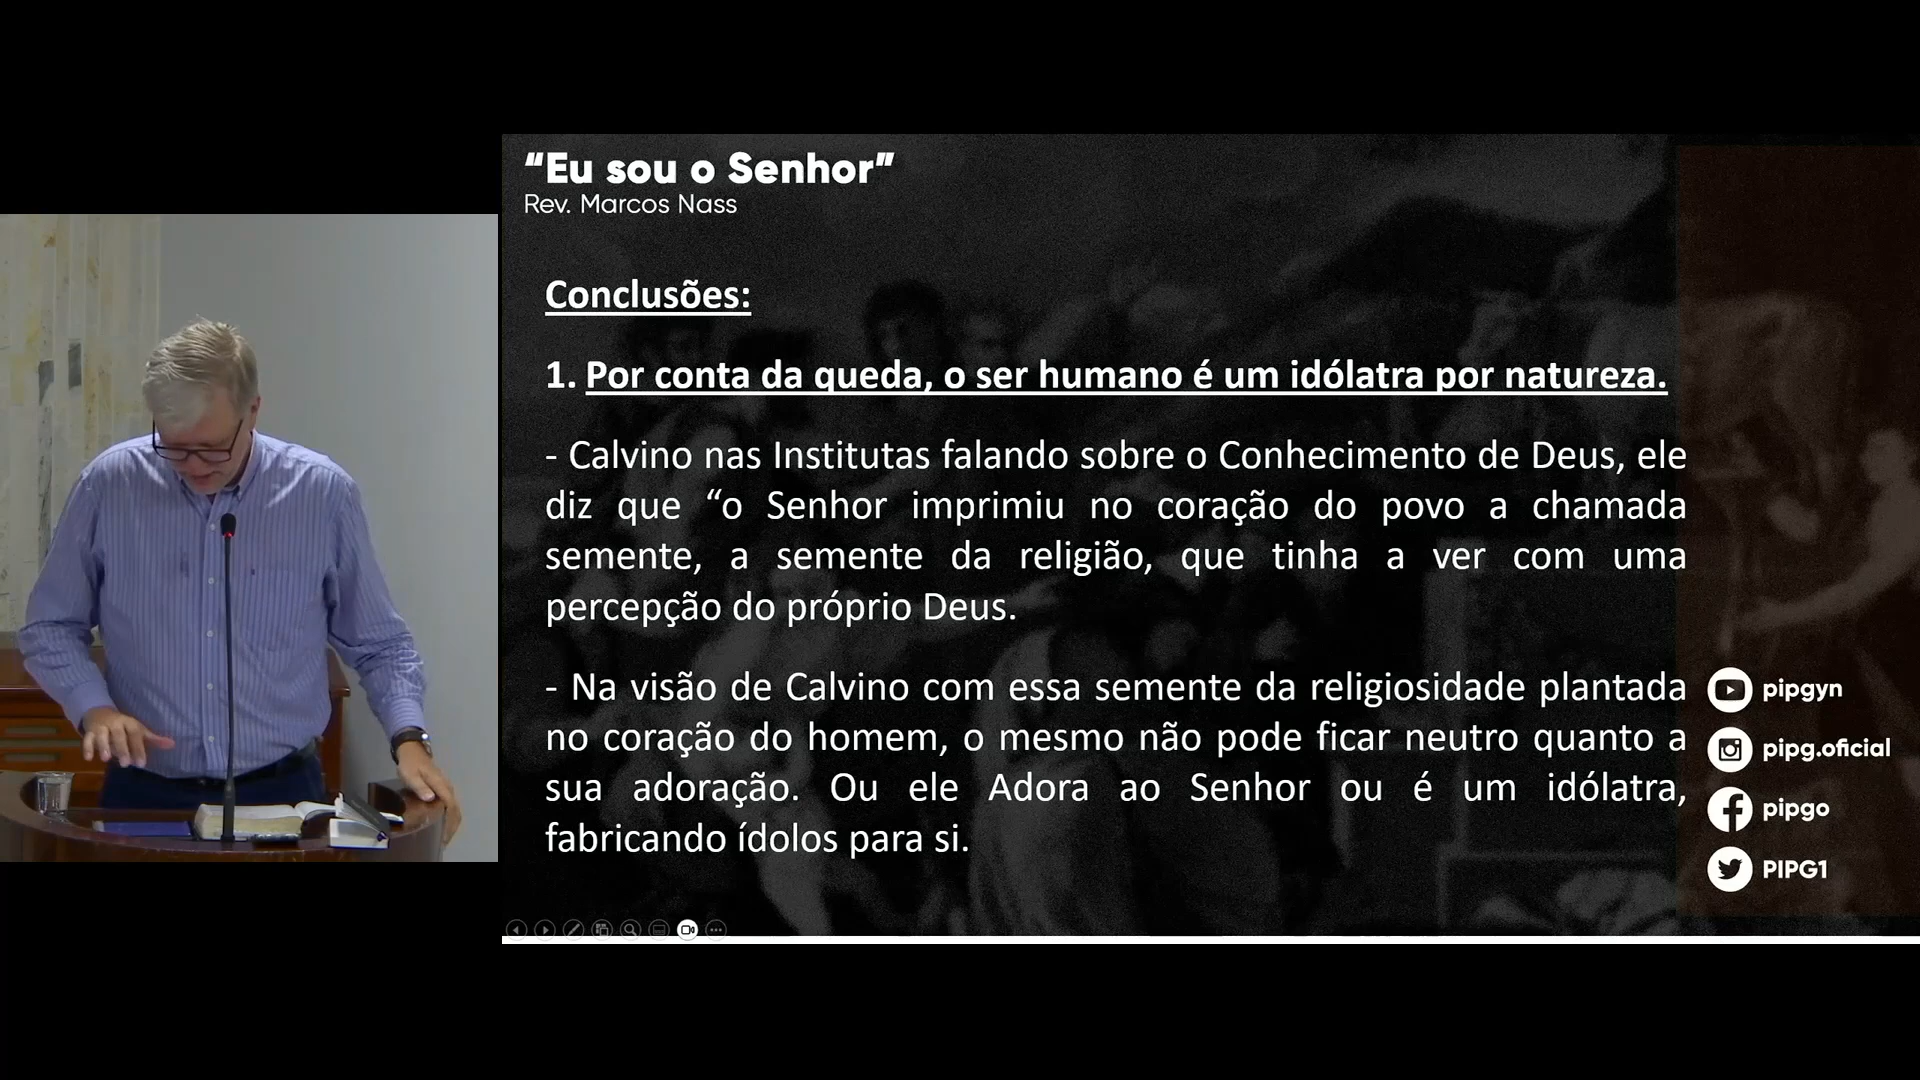 “Eu sou o Senhor”
Rev. Marcos Nass
Conclusões:
1. Por conta da queda, o ser humano é um idólatra por natureza.
- Calvino nas Institutas falando sobre o Conhecimento de Deus, ele
diz que “o Senhor imprimiu no coração do povo a chamada
semente, a semente da religião, que tinha a ver com uma
percepção do próprio Deus.
- Na visão de Calvino com essa semente da religiosidade plantada
no coração do homem, o mesmo não pode ficar neutro quanto a
sua adoração. Ou ele Adora ao Senhor ou é um idólatra,
fabricando ídolos para si.
pipgyn
pipg.oficial
pipgo
PIPG1